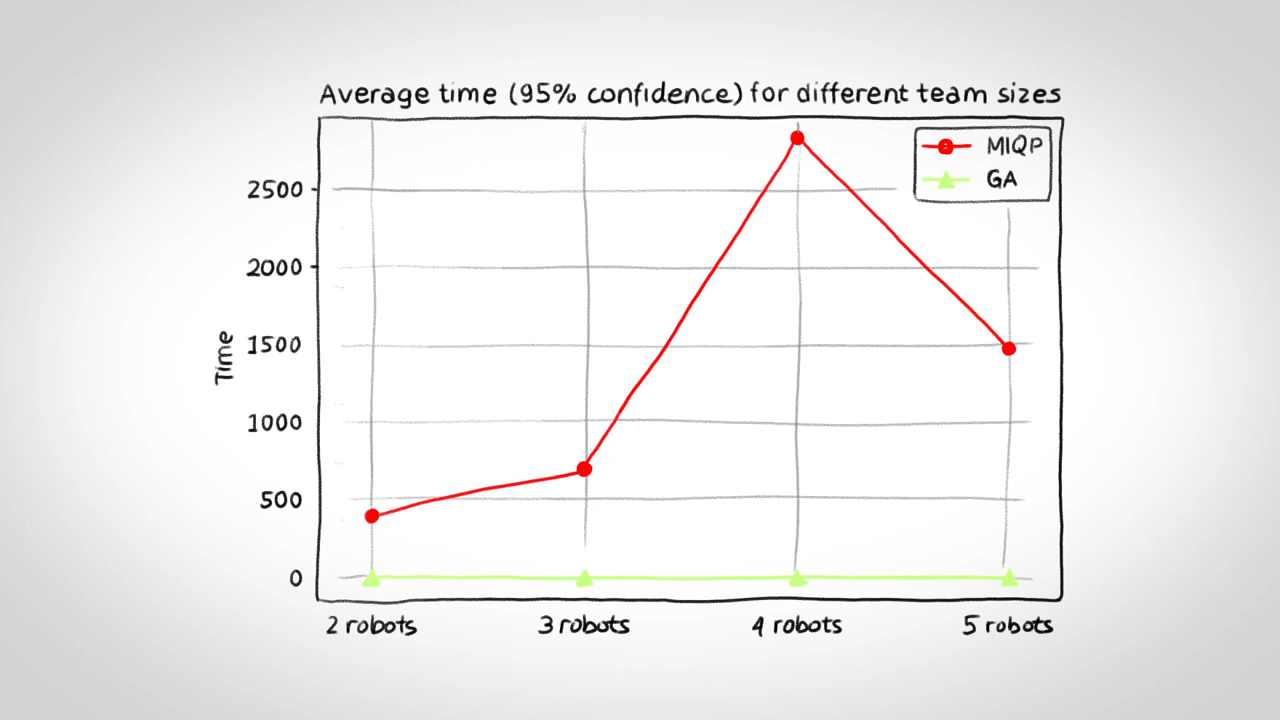 Average time (95% confidence) for different team sizes
MIQP
GA
2500
2000
1500
1000
500
0
Time
2 robots 3 robots 4 robots 5 robots